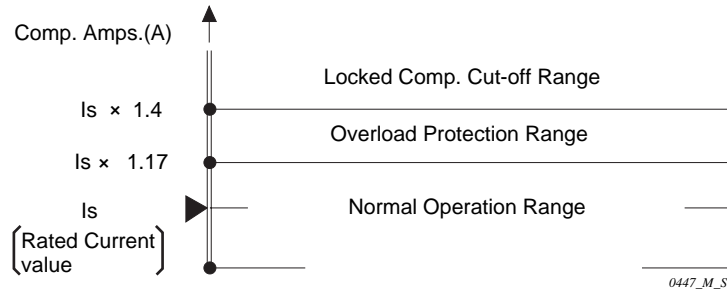 Comp. Amps.(A)
Locked Comp. Cut-off Range
Is × 1.4
Overload Protection Range
Is × 1.17
Is
Normal Operation Range
Rated Current
value
0447_M_S